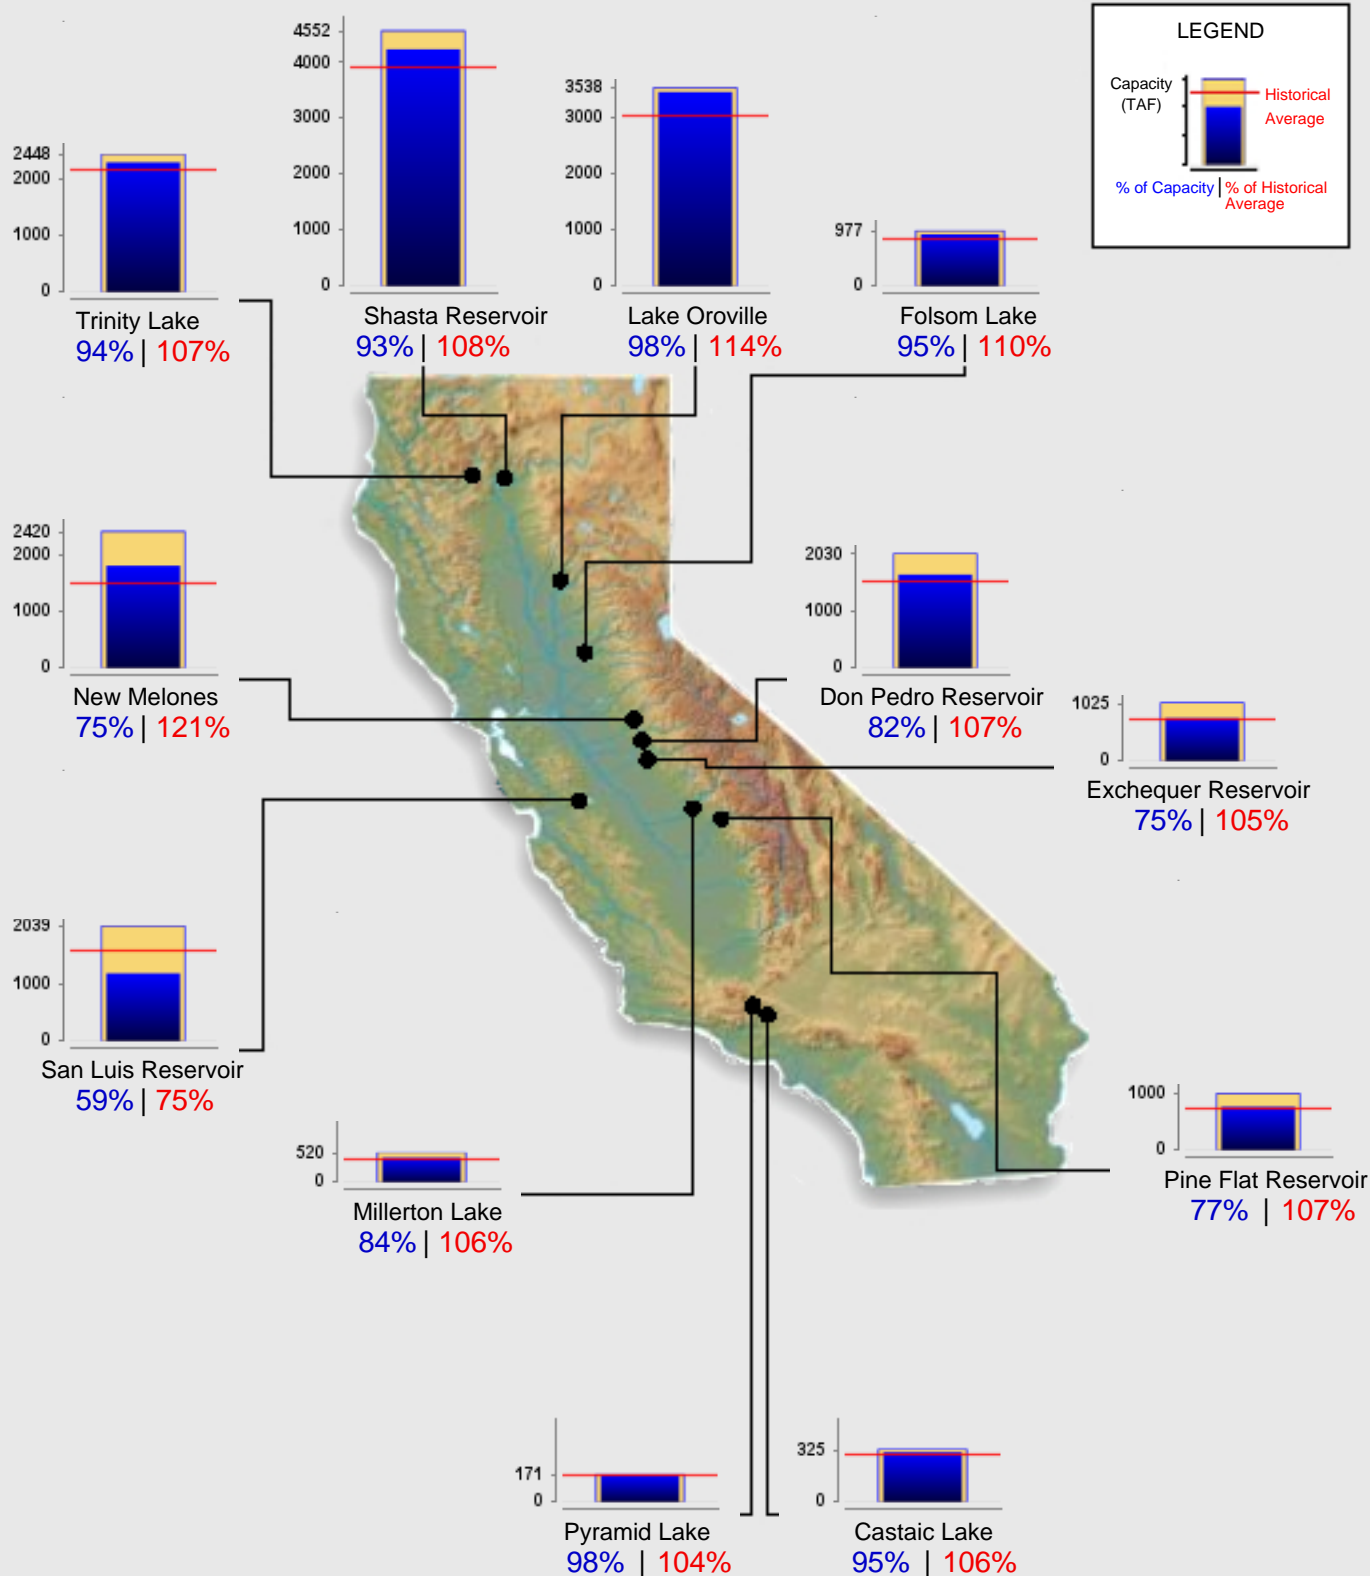 LEGEND
Capacity
(TAF)
Historical
Average
% of Capacity | % of Historical
Average
4552
4000
3000
2000
1000
0
Shasta Reservoir
93% | 108%
3538
3000
2000
1000
0
Lake Oroville
98% | 114%
977
0
Folsom Lake
95% | 110%
2448
2000
1000
0
Trinity Lake
94% | 107%
2420
2000
1000
0
New Melones
75% | 121%
2030
1000
0
Don Pedro Reservoir
82% | 107%
1025
0
Exchequer Reservoir
75% | 105%
2039
1000
0
San Luis Reservoir
59% | 75%
520
0
Millerton Lake
84% | 106%
1000
0
Pine Flat Reservoir
77% | 107%
171
0
Pyramid Lake
98% | 104%
325
0
Castaic Lake
95% | 106%